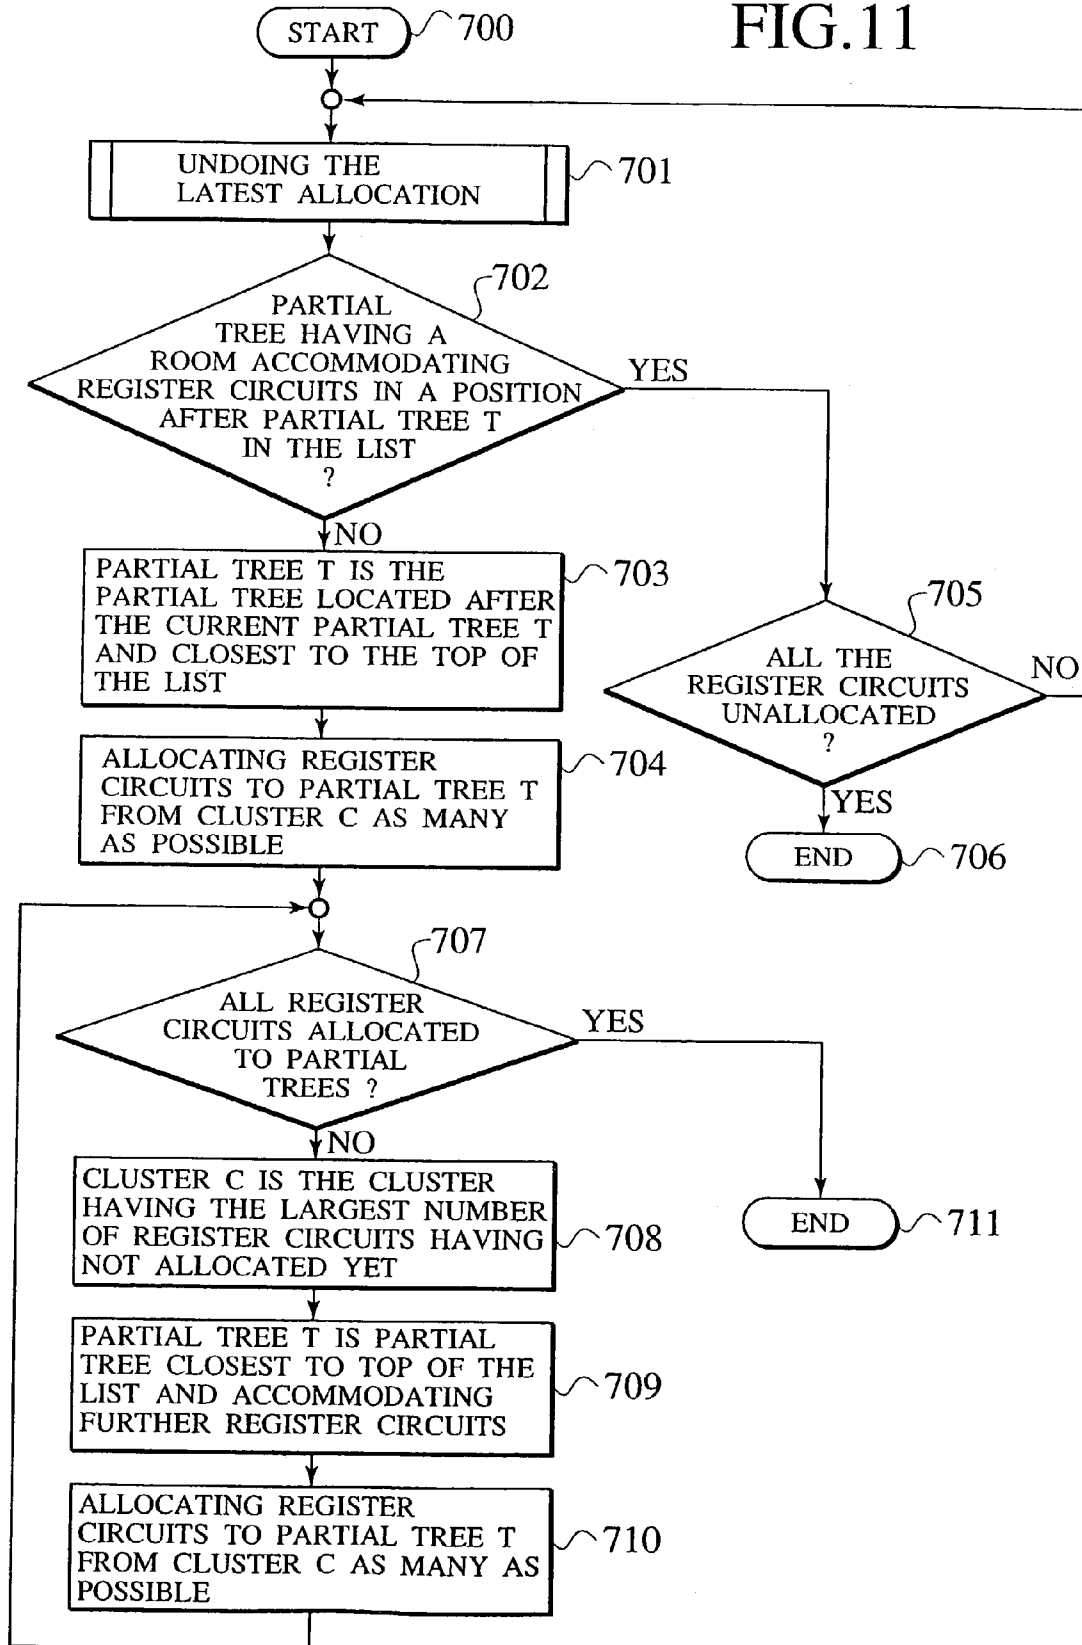 FIG.11
START
700
UNDOING THE
LATEST ALLOCATION
701
702
PARTIAL
TREE HAVING A
ROOM ACCOMMODATING
REGISTER CIRCUITS IN A POSITION
AFTER PARTIAL TREE T
IN THE LIST
?
YES
NO
PARTIAL TREE T IS THE
PARTIAL TREE LOCATED AFTER
THE CURRENT PARTIAL TREE T
AND CLOSEST TO THE TOP OF
THE LIST
703
705
ALL THE
REGISTER CIRCUITS
UNALLOCATED
?
NO
YES
END
706
ALLOCATING REGISTER
CIRCUITS TO PARTIAL TREE T
FROM CLUSTER C AS MANY
AS POSSIBLE
704
707
ALL REGISTER
CIRCUITS ALLOCATED
TO PARTIAL
TREES ?
YES
NO
END
711
CLUSTER C IS THE CLUSTER
HAVING THE LARGEST NUMBER
OF REGISTER CIRCUITS HAVING
NOT ALLOCATED YET
708
PARTIAL TREE T IS PARTIAL
TREE CLOSEST TO TOP OF THE
LIST AND ACCOMMODATING
FURTHER REGISTER CIRCUITS
709
ALLOCATING REGISTER
CIRCUITS TO PARTIAL TREE T
FROM CLUSTER C AS MANY AS
POSSIBLE
710